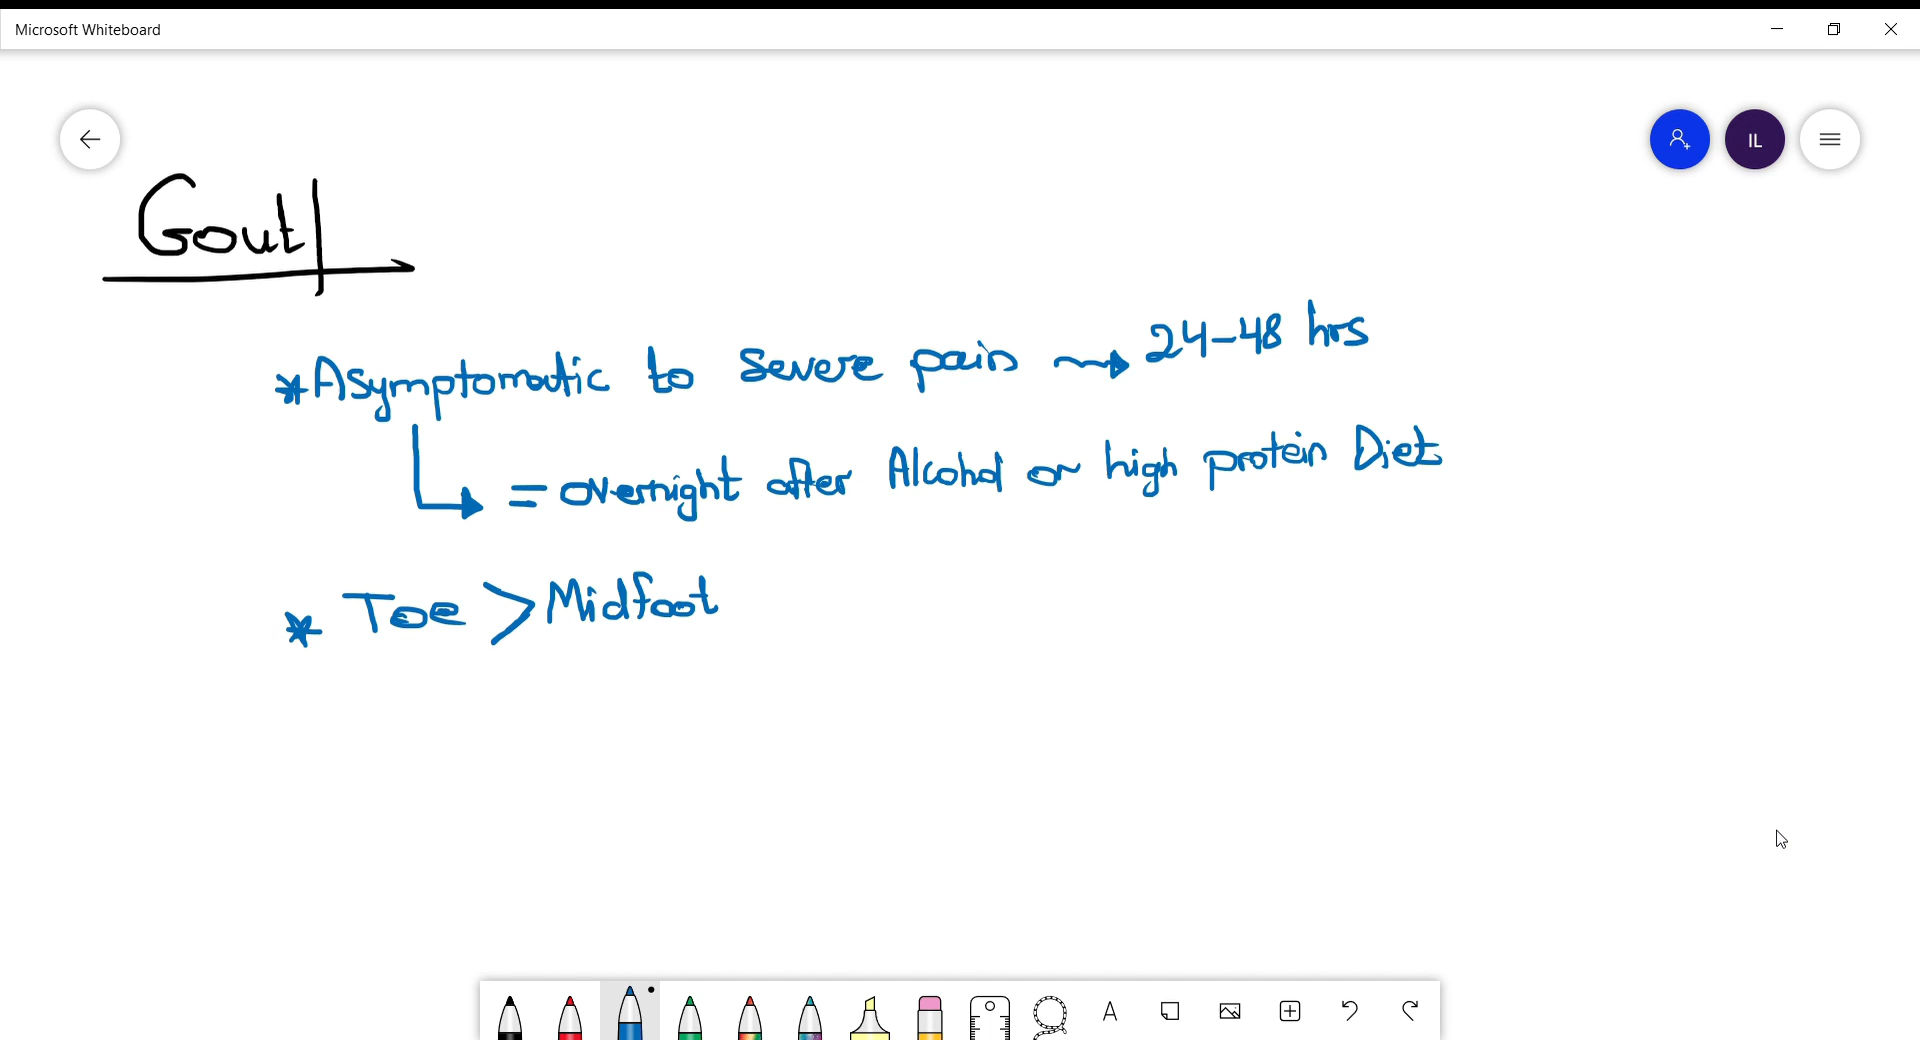 Microsoft Whiteboard
IL
Gout
*Asymptomatic to severe pain → 24-48 hrs
= overnight after Alcohol or high protein Diet
* Toe > Midfoot
A